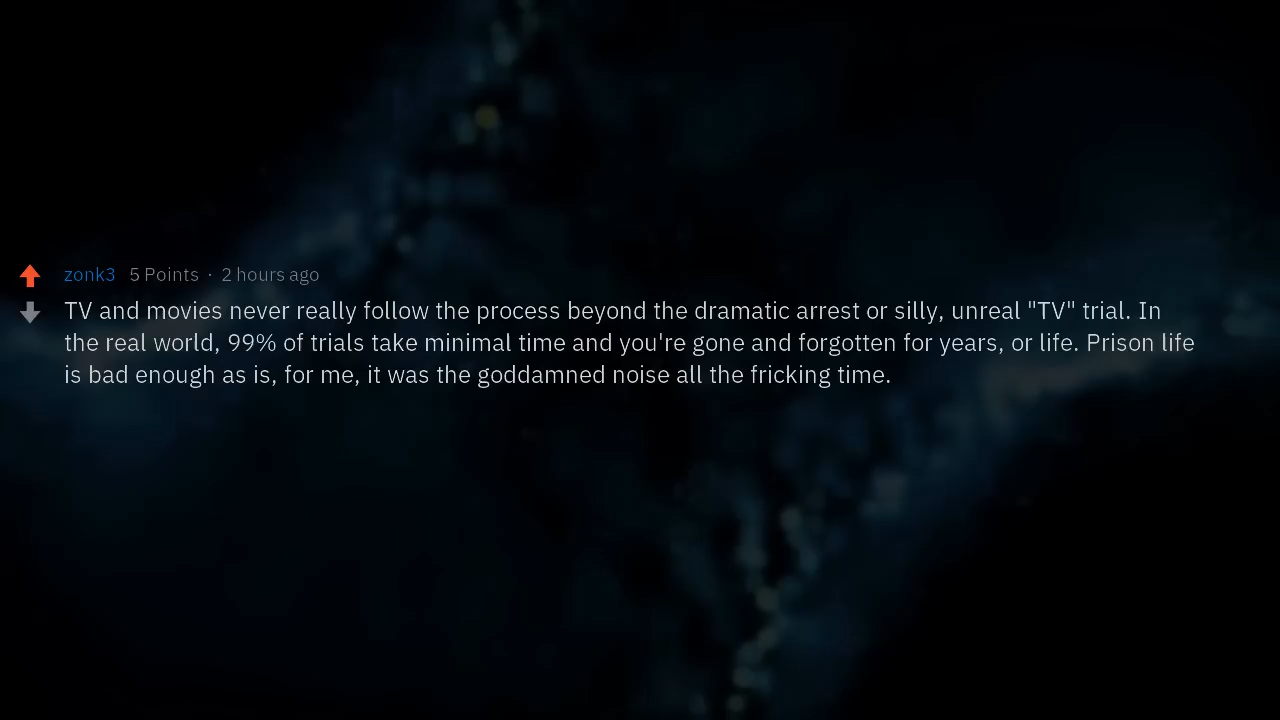 zonk3 5 Points · 2 hours ago
TV and movies never really follow the process beyond the dramatic arrest or silly, unreal "TV" trial. In
the real world, 99% of trials take minimal time and you're gone and forgotten for years, or life. Prison life
is bad enough as is, for me, it was the goddamned noise all the fricking time.